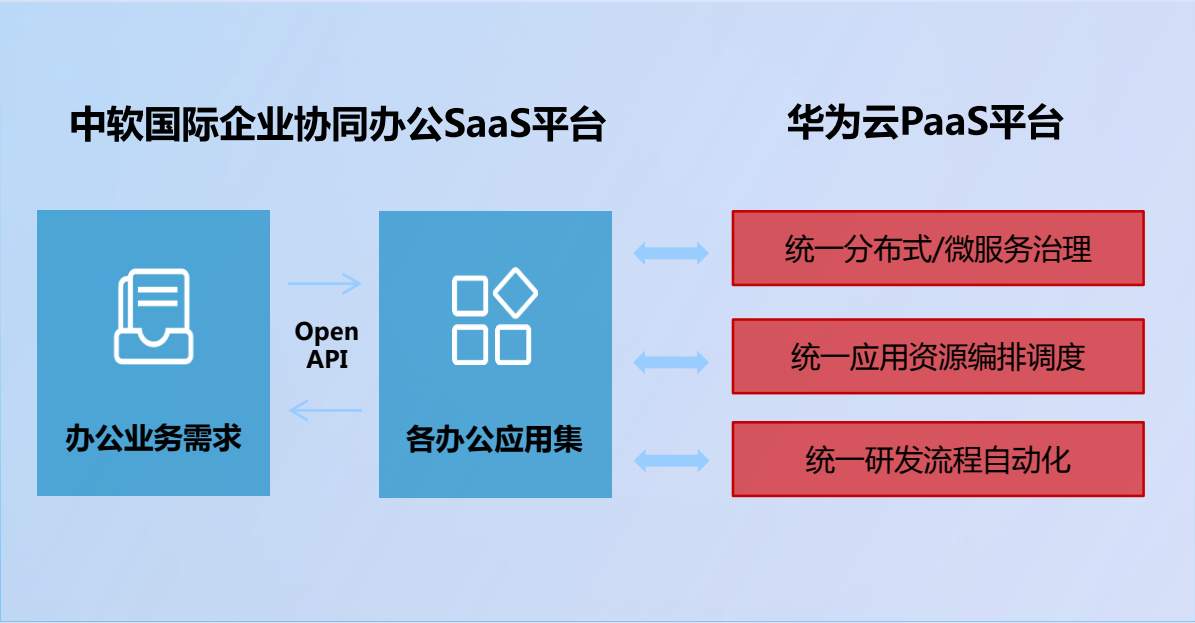 中软国际企业协同办公SaaS平台
华为云PaaS平台
办公业务需求
Open
API
各办公应用集
统一分布式/微服务治理
统一应用资源编排调度
统一研发流程自动化